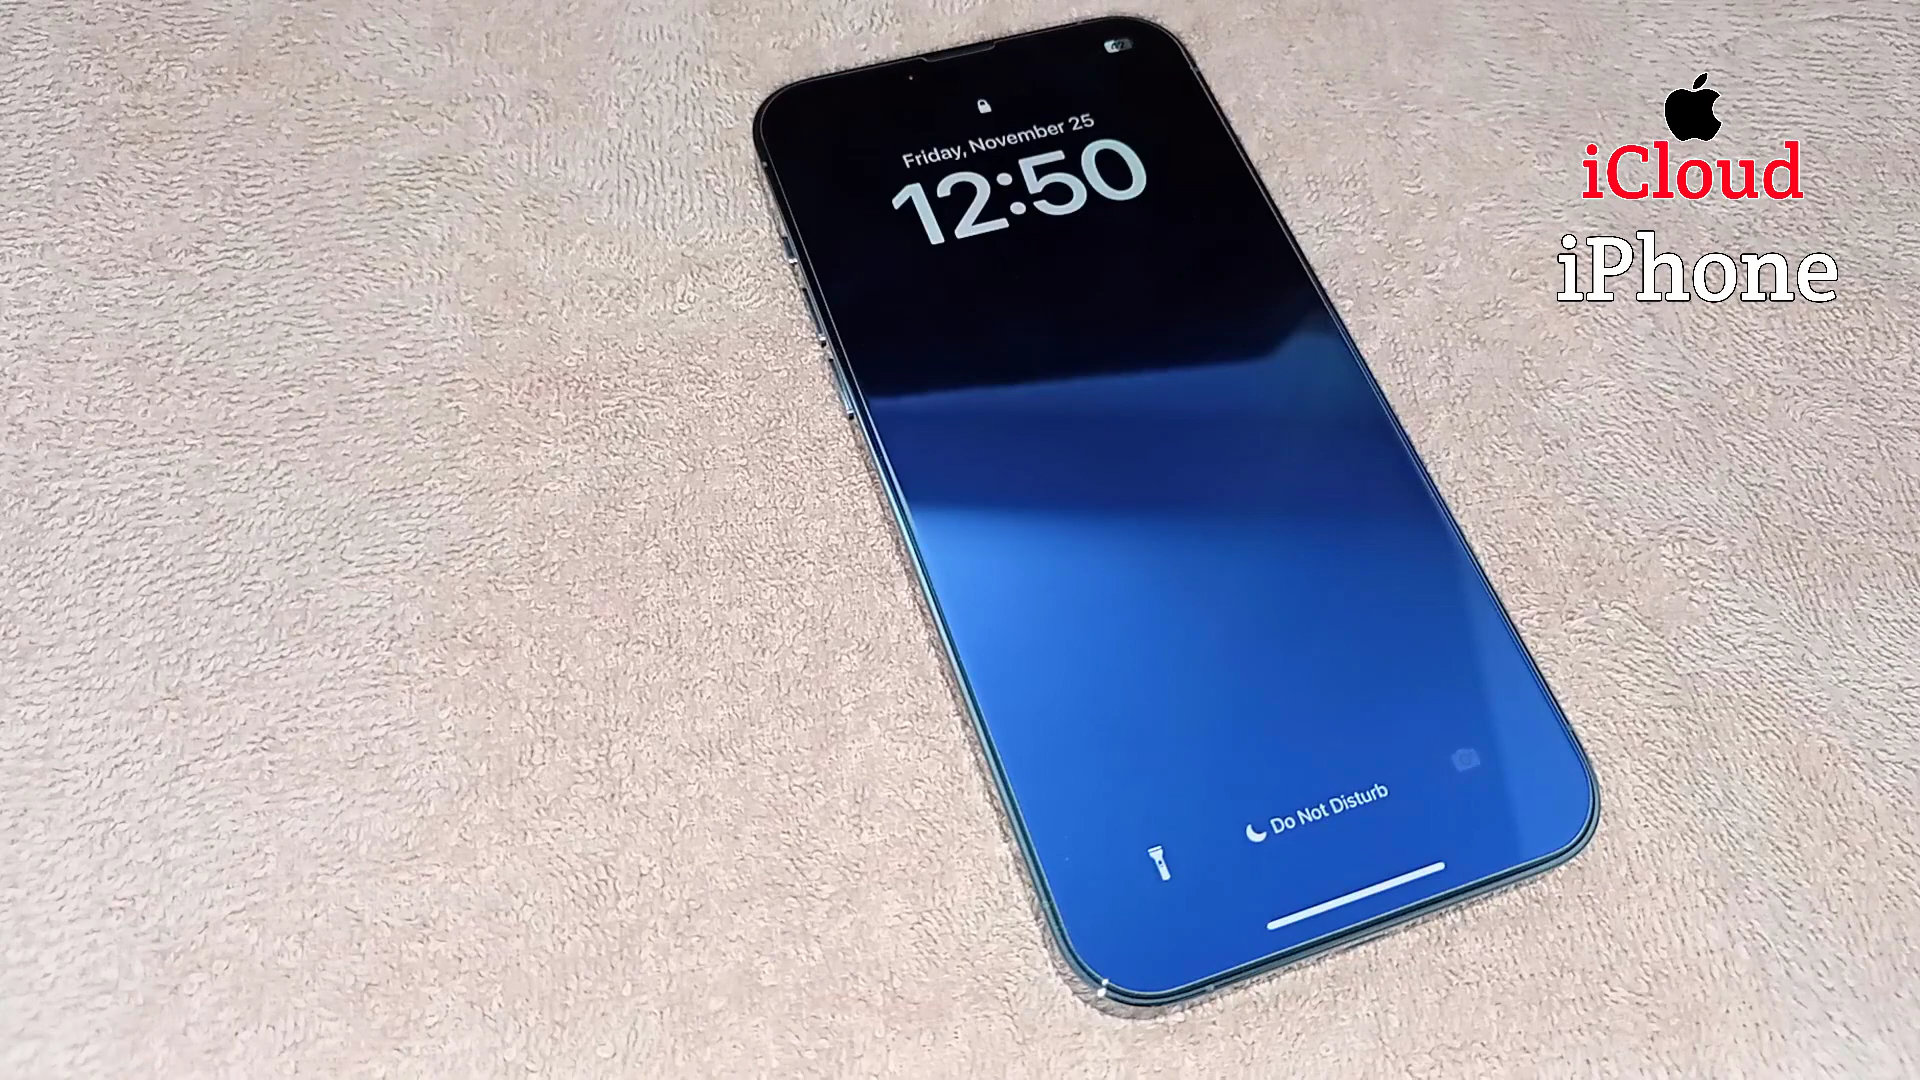 Friday, November 25
12:50
Do Not Disturb
iCloud
iPhone